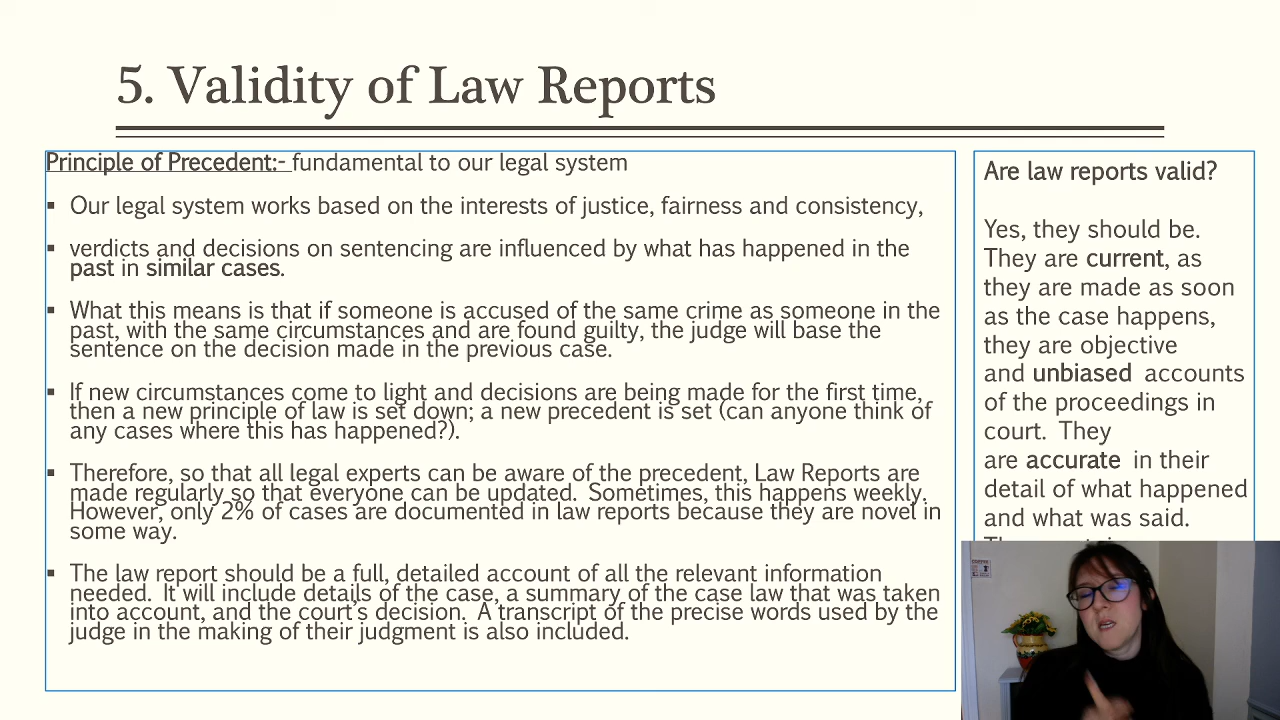 5. Validity of Law Reports
Principle of Precedent:- fundamental to our legal system
▪ Our legal system works based on the interests of justice, fairness and consistency,
▪ verdicts and decisions on sentencing are influenced by what has happened in the
past in similar cases.
▪ What this means is that if someone is accused of the same crime as someone in the
past, with the same circumstances and are found guilty, the judge will base the
sentence on the decision made in the previous case.
▪ If new circumstances come to light and decisions are being made for the first time,
then a new principle of law is set down; a new precedent is set (can anyone think of
any cases where this has happened?).
▪ Therefore, so that all legal experts can be aware of the precedent, Law Reports are
made regularly so that everyone can be updated. Sometimes, this happens weekly.
However, only 2% of cases are documented in law reports because they are novel in
some way.
▪ The law report should be a full, detailed account of all the relevant information
needed. It will include details of the case, a summary of the case law that was taken
into account, and the court's decision. A transcript of the precise words used by the
judge in the making of their judgment is also included.
Are law reports valid?
Yes, they should be.
They are current, as
they are made as soon
as the case happens,
they are objective
and unbiased accounts
of the proceedings in
court. They
are accurate in their
detail of what happened
and what was said.